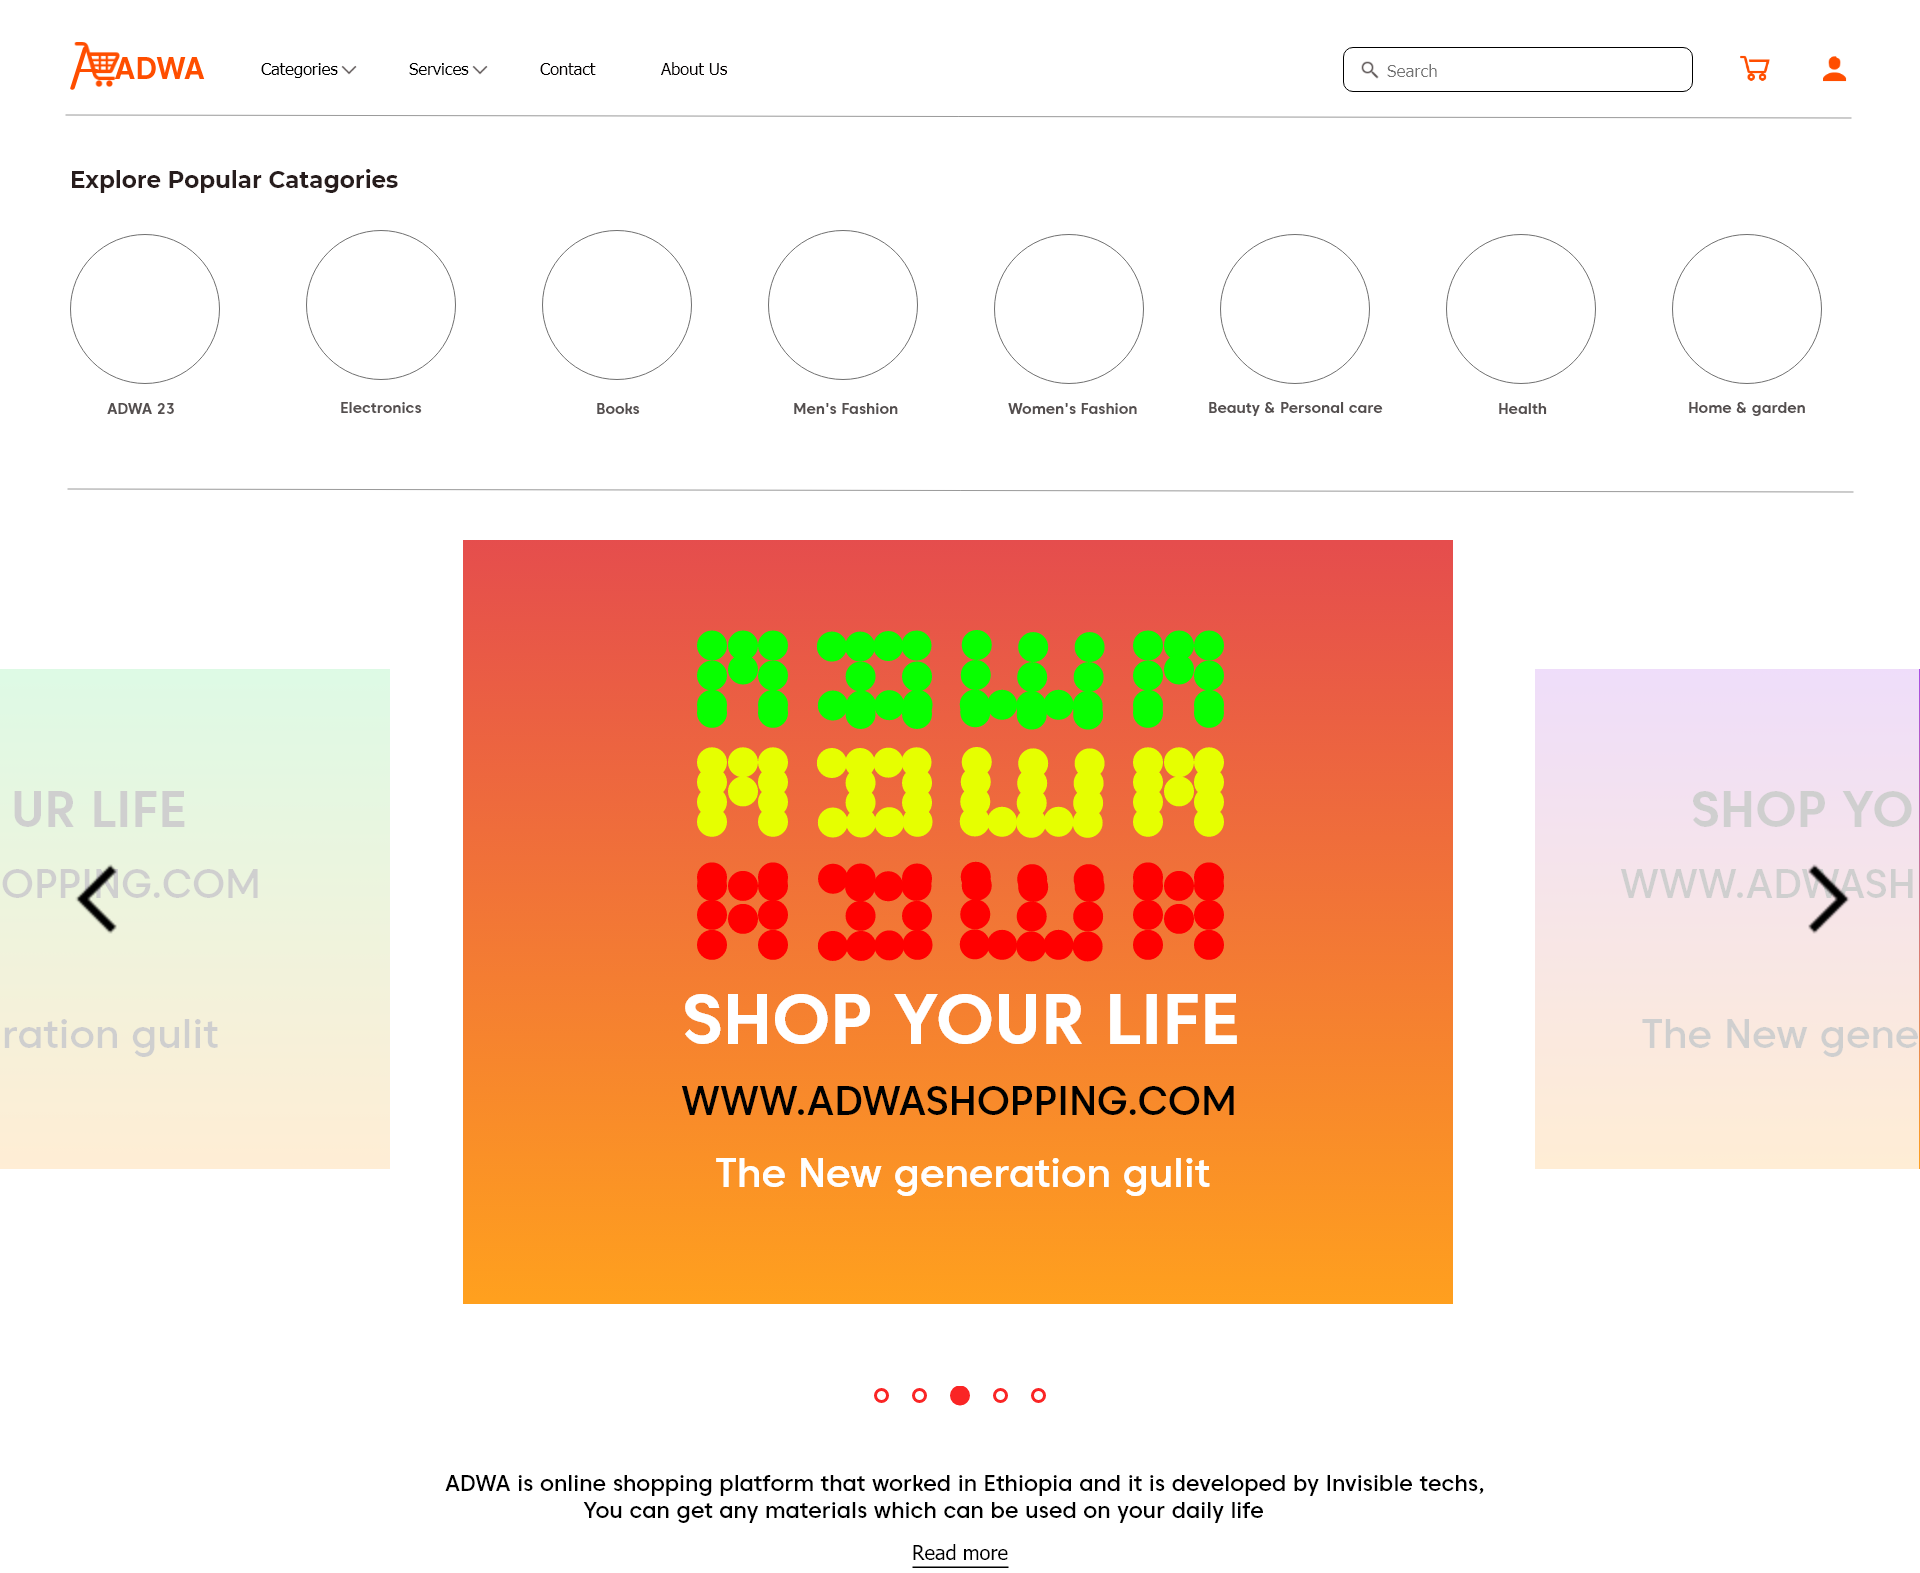 ADWA
Categories
Services
Contact
About Us
Search
Explore Popular Catagories
ADWA 23
Electronics
Books
Men's Fashion
Women's Fashion
Beauty & Personal care
Health
Home & garden
UR LIFE
OPPING.COM
ration gulit
ADWA
ADWA
ADWA
SHOP YOUR LIFE
WWW.ADWASHOPPING.COM
The New generation gulit
SHOP YO
WWW.ADWASH
The New gene
ADWA is online shopping platform that worked in Ethiopia and it is developed by Invisible techs,
You can get any materials which can be used on your daily life
Read more